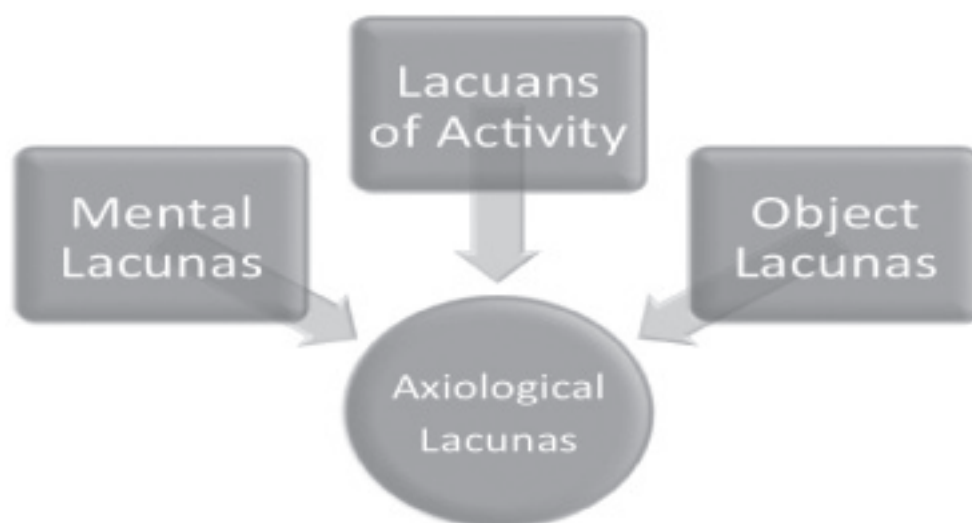 Lacuans
of Activity
Mental
Lacunas
Object
Lacunas
Axiological
Lacunas